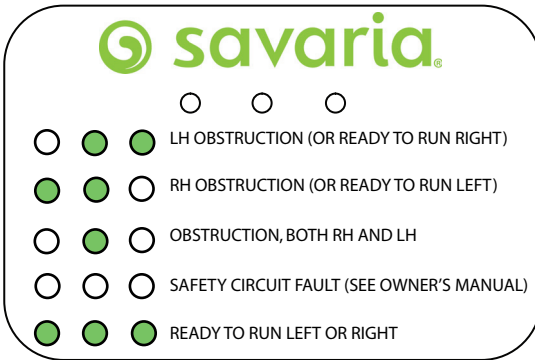 savaria®
LH OBSTRUCTION (OR READY TO RUN RIGHT)
RH OBSTRUCTION (OR READY TO RUN LEFT)
OBSTRUCTION, BOTH RH AND LH
SAFETY CIRCUIT FAULT (SEE OWNER'S MANUAL)
READY TO RUN LEFT OR RIGHT